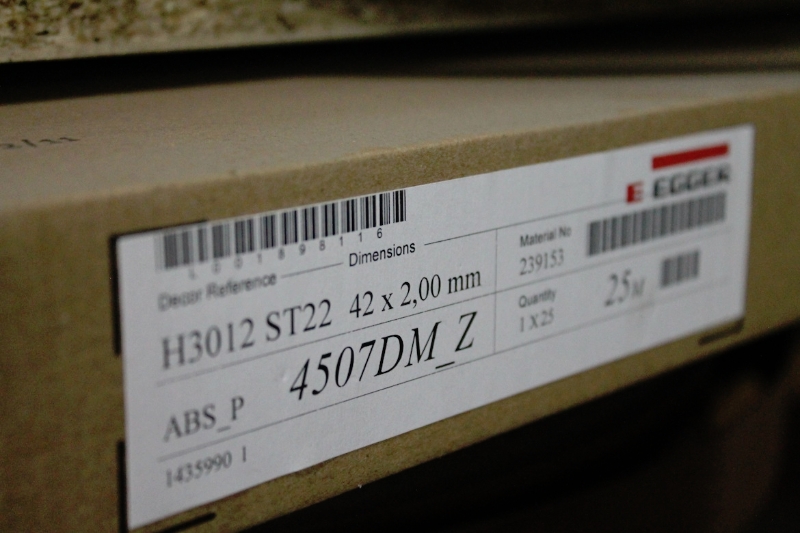 EGGER
L001898116
Decor Reference
Dimensions
H3012 ST22 42 x 2,00 mm
Material No
239153
ABS_P 4507DM_Z
Quantity
1 X 25
25M
1435990 1